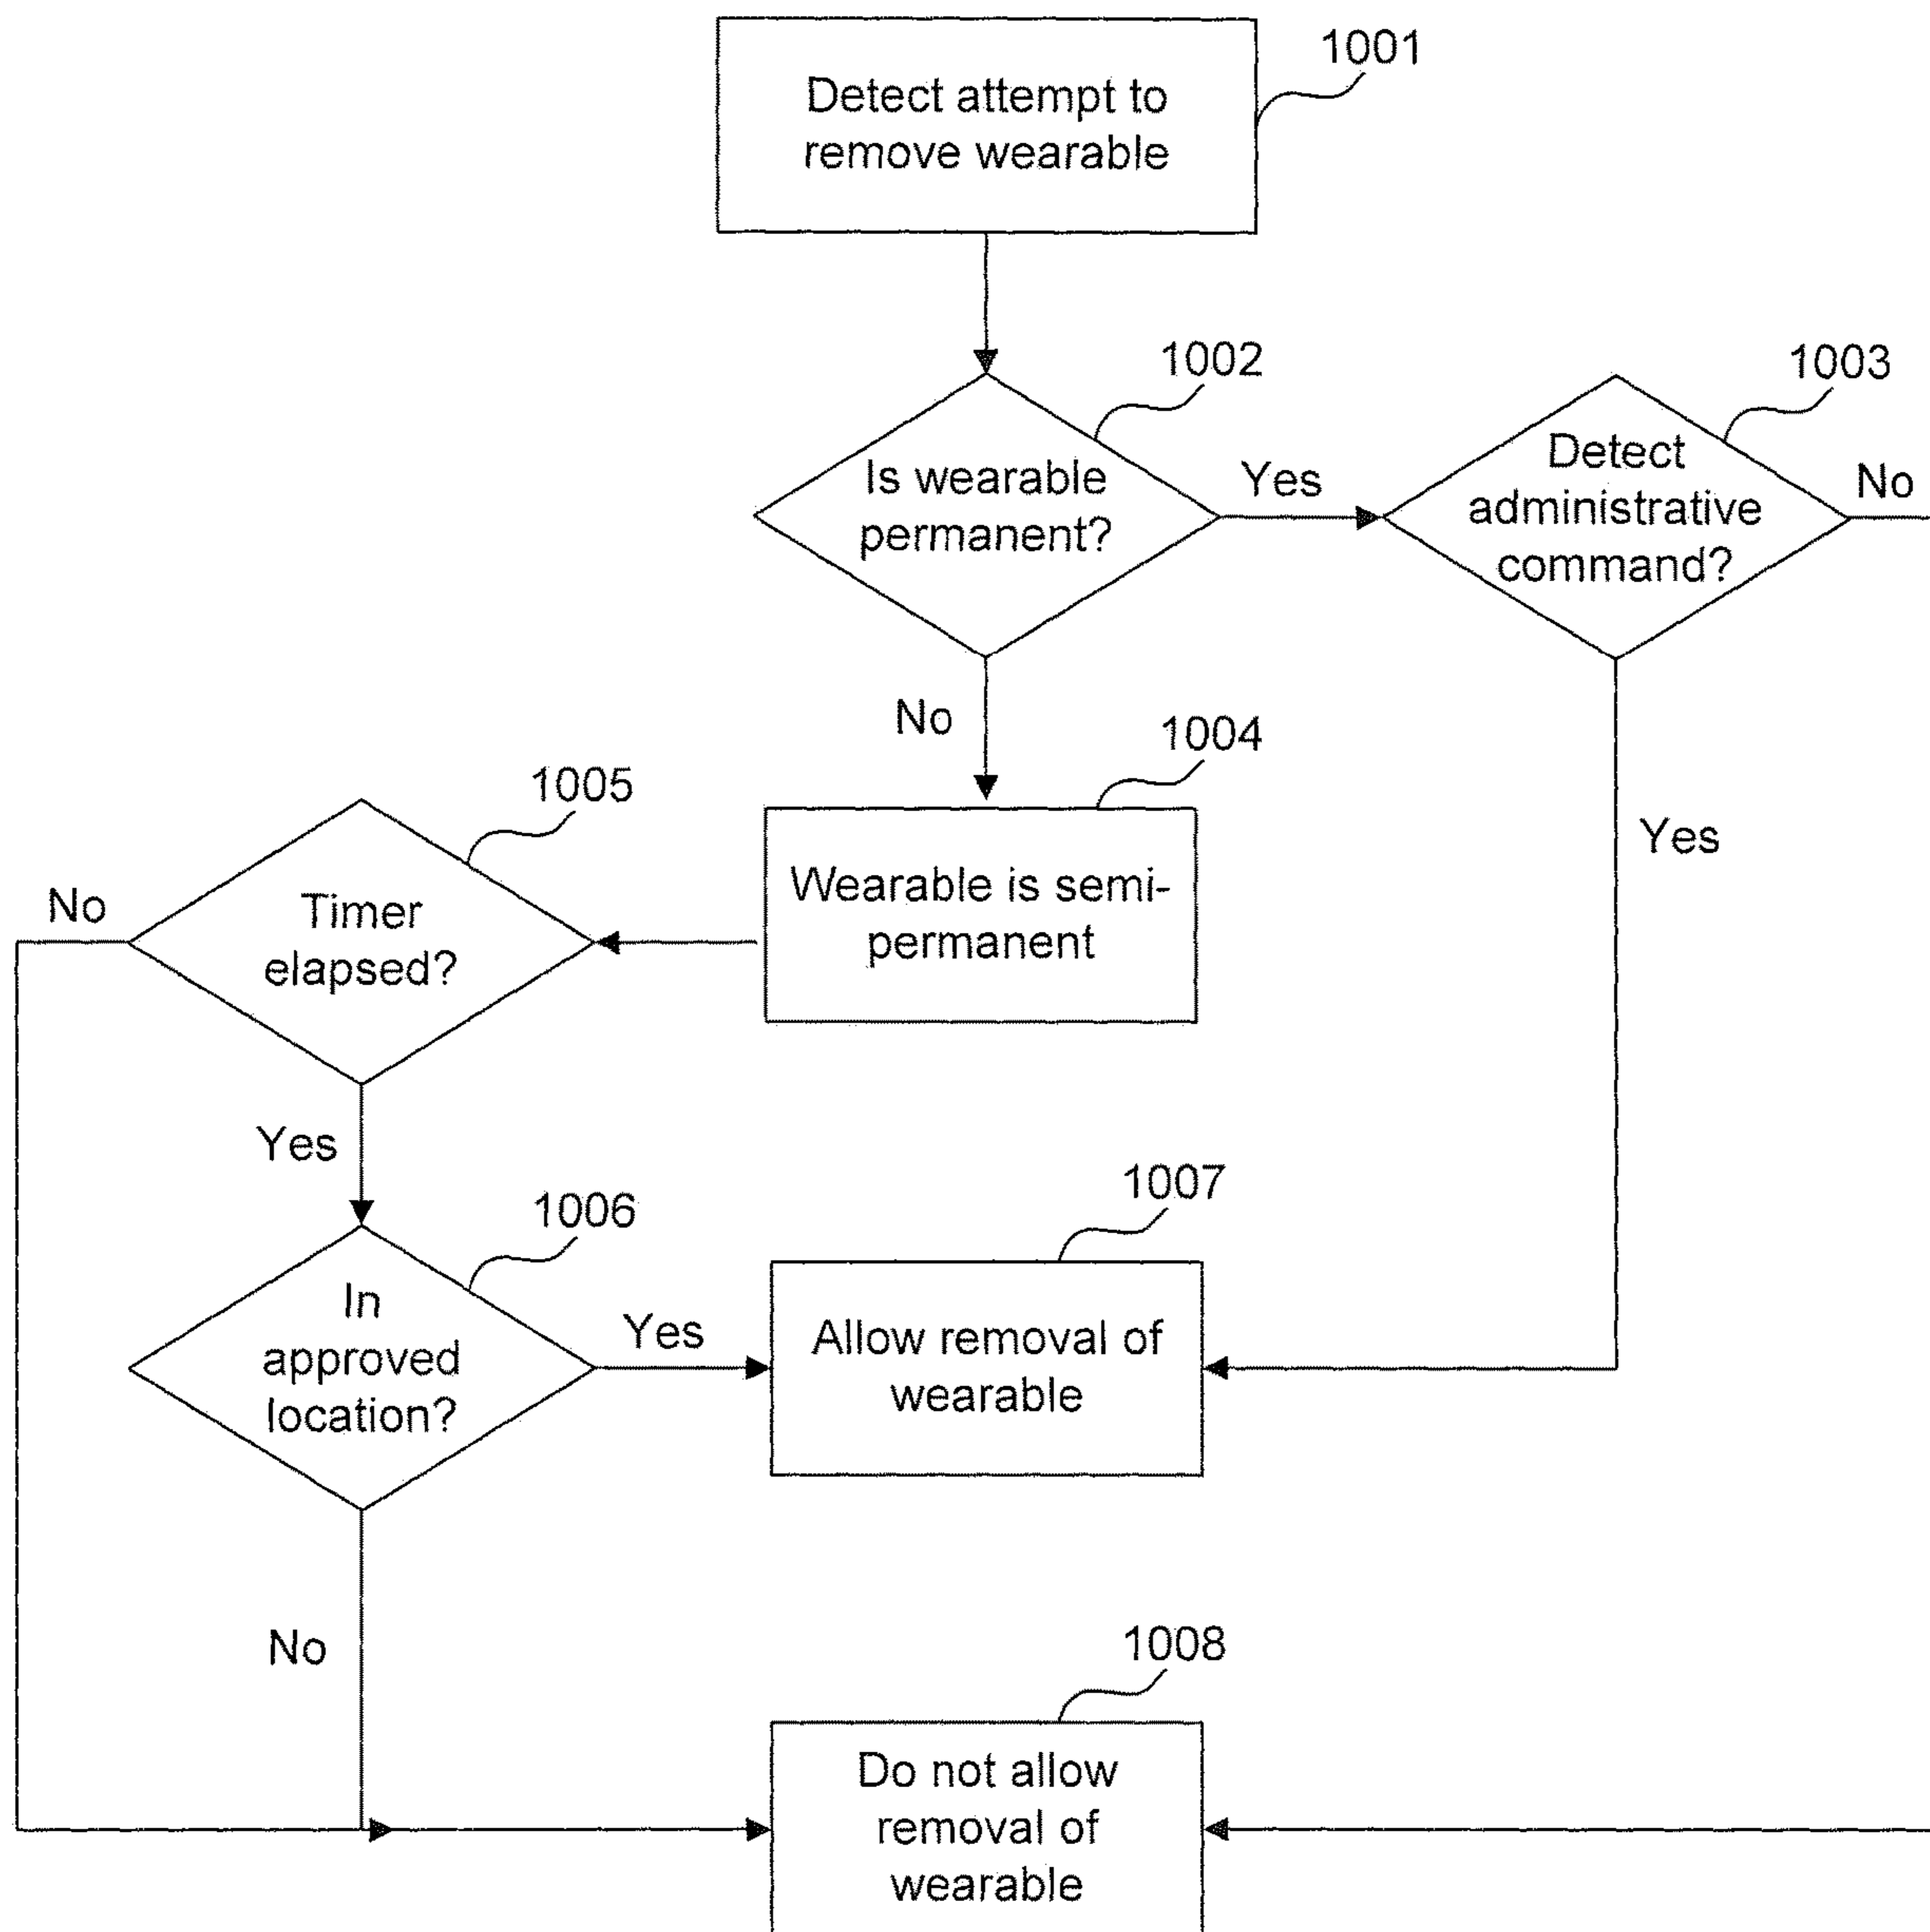 1001
Detect attempt to
remove wearable
1002
Is wearable
permanent?
Yes
1003
Detect
administrative
command?
No
No
Yes
1004
Wearable is semi-
permanent
1005
Timer
elapsed?
No
Yes
1006
In
approved
location?
Yes
No
1007
Allow removal of
wearable
1008
Do not allow
removal of
wearable